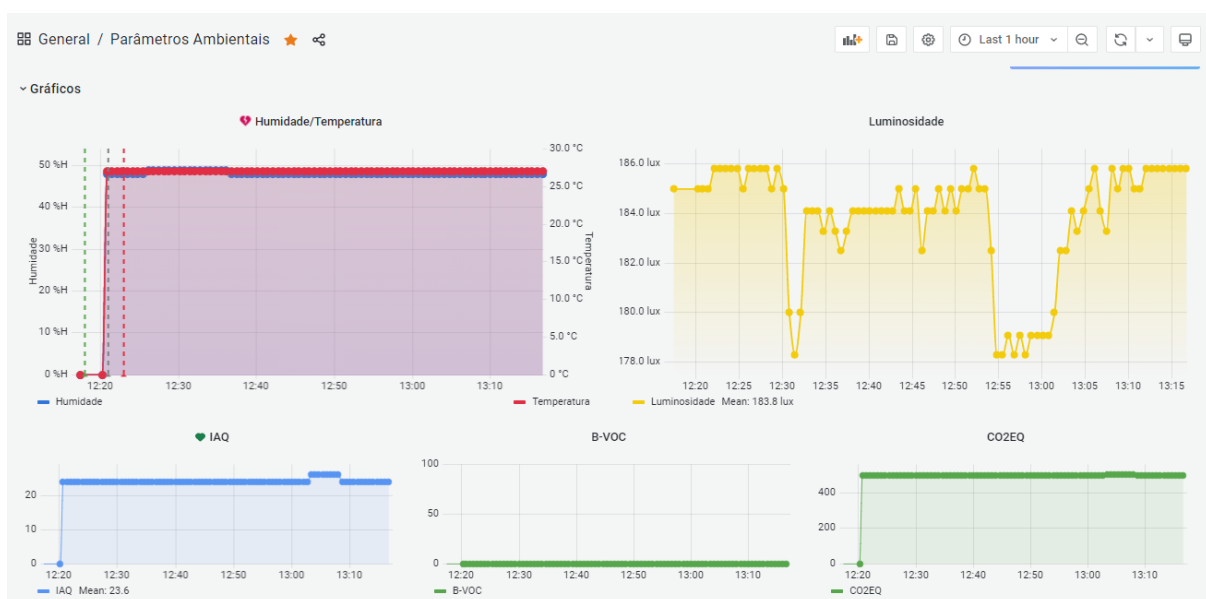 General / Parâmetros Ambientais
Last 1 hour
Gráficos
Humidade/Temperatura
50 %H
40 %H
30 %H
20 %H
10 %H
0 %H
Humidade
30.0 °C
25.0 °C
20.0 °C
15.0 °C
10.0 °C
5.0 °C
0 °C
Temperatura
12:20 12:30 12:40 12:50 13:00 13:10
Humidade Temperatura
Luminosidade
186.0 lux
184.0 lux
182.0 lux
180.0 lux
178.0 lux
12:20 12:25 12:30 12:35 12:40 12:45 12:50 12:55 13:00 13:05 13:10 13:15
Luminosidade Mean: 183.8 lux
IAQ
20
10
0
12:20 12:30 12:40 12:50 13:00 13:10
IAQ Mean: 23.6
B-VOC
100
50
0
12:20 12:30 12:40 12:50 13:00 13:10
B-VOC
CO2EQ
400
200
0
12:20 12:30 12:40 12:50 13:00 13:10
CO2EQ